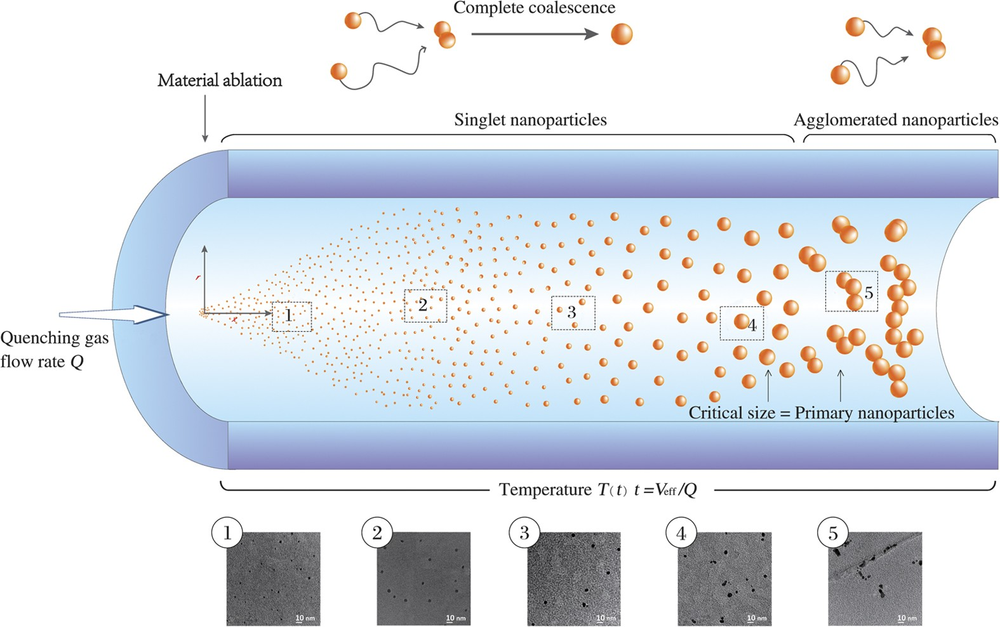 Complete coalescence
Material ablation
Singlet nanoparticles
Agglomerated nanoparticles
r
x
1
2
3
4
5
Quenching gas
flow rate Q
Critical size = Primary nanoparticles
Temperature T(t) t=Veff/Q
1
2
3
4
5
10 nm
10 nm
10 nm
10 nm
10 nm